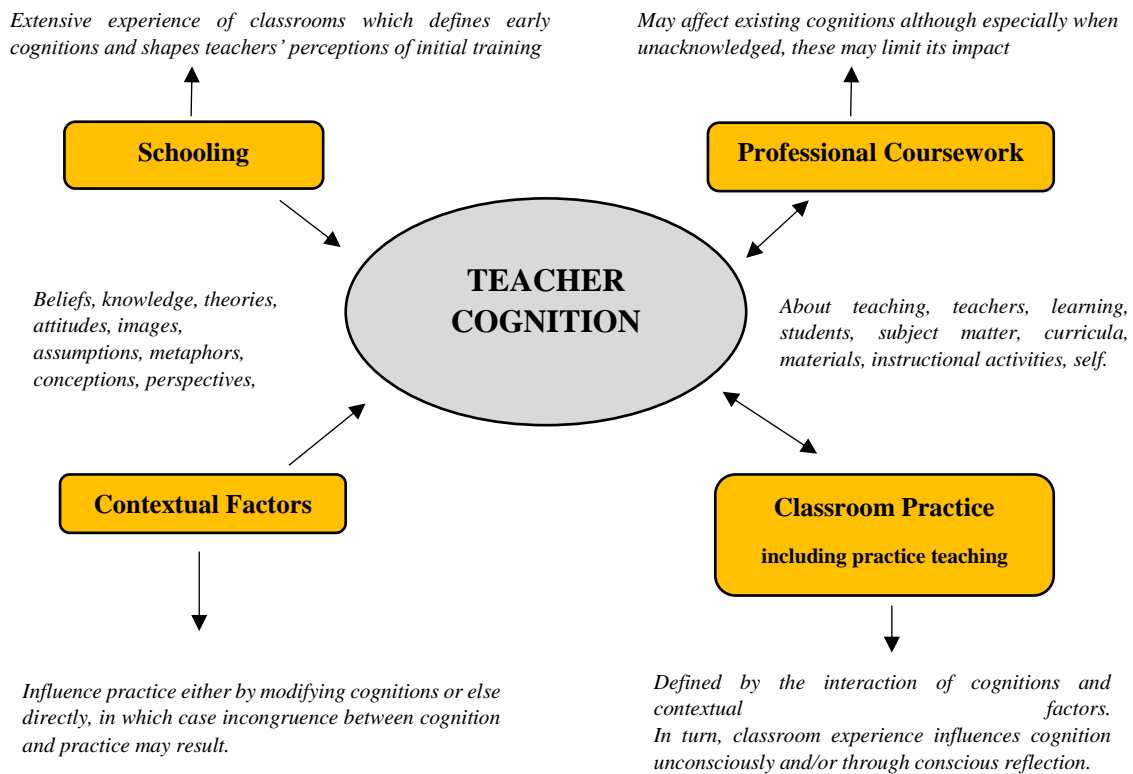 Extensive experience of classrooms which defines early
cognitions and shapes teachers' perceptions of initial training
May affect existing cognitions although especially when
unacknowledged, these may limit its impact
Schooling
Professional Coursework
TEACHER
COGNITION
Beliefs, knowledge, theories,
attitudes, images,
assumptions, metaphors,
conceptions, perspectives,
About teaching, teachers, learning,
students, subject matter, curricula,
materials, instructional activities, self.
Contextual Factors
Classroom Practice
including practice teaching
Influence practice either by modifying cognitions or else
directly, in which case incongruence between cognition
and practice may result.
Defined by the interaction of cognitions and
contextual factors.
In turn, classroom experience influences cognition
unconsciously and/or through conscious reflection.